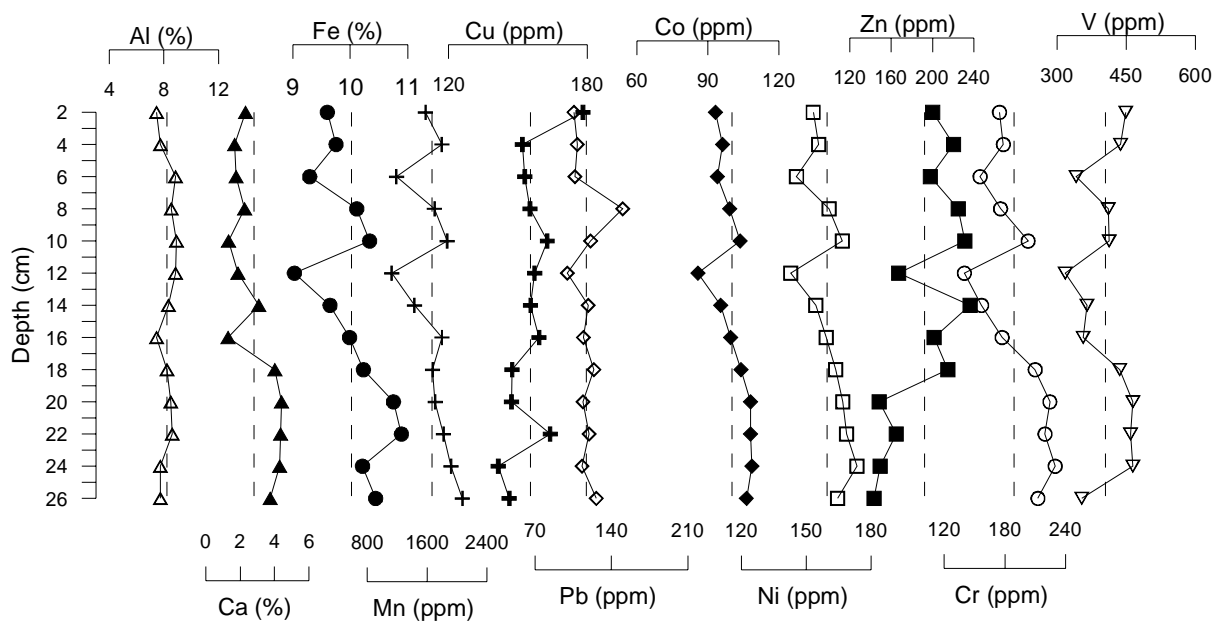 Al (%) Fe (%) Cu (ppm) Co (ppm) Zn (ppm) V (ppm)
4 8 12 9 10 11 120 180 60 90 120 120 160 200 240 300 450 600
2
4
6
8
10
12
14
16
18
20
22
24
26
Depth (cm)
0 2 4 6 800 1600 2400 70 140 210 120 150 180 120 180 240
Ca (%) Mn (ppm) Pb (ppm) Ni (ppm) Cr (ppm)